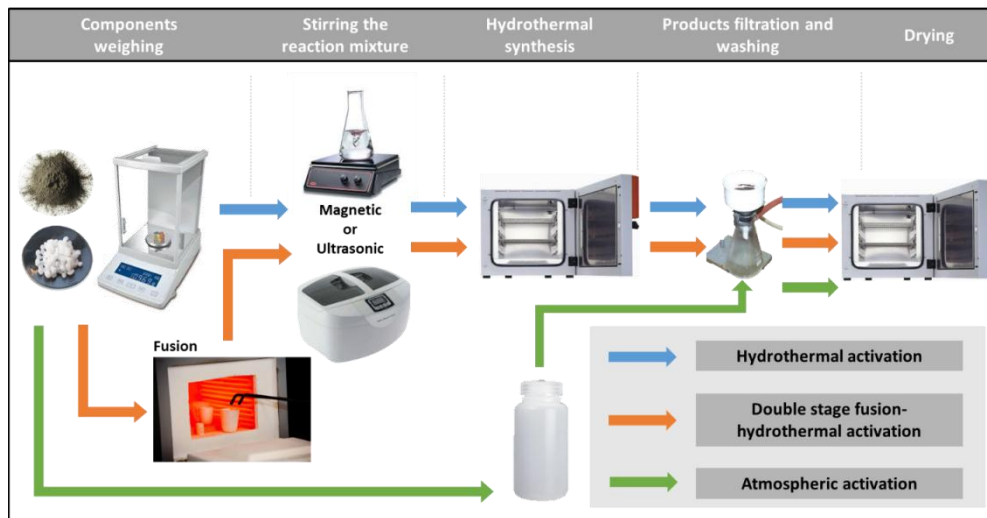 Components
weighing
Stirring the
reaction mixture
Hydrothermal
synthesis
Products filtration and
washing
Drying
Magnetic
or
Ultrasonic
Fusion
Hydrothermal activation
Double stage fusion-
hydrothermal activation
Atmospheric activation